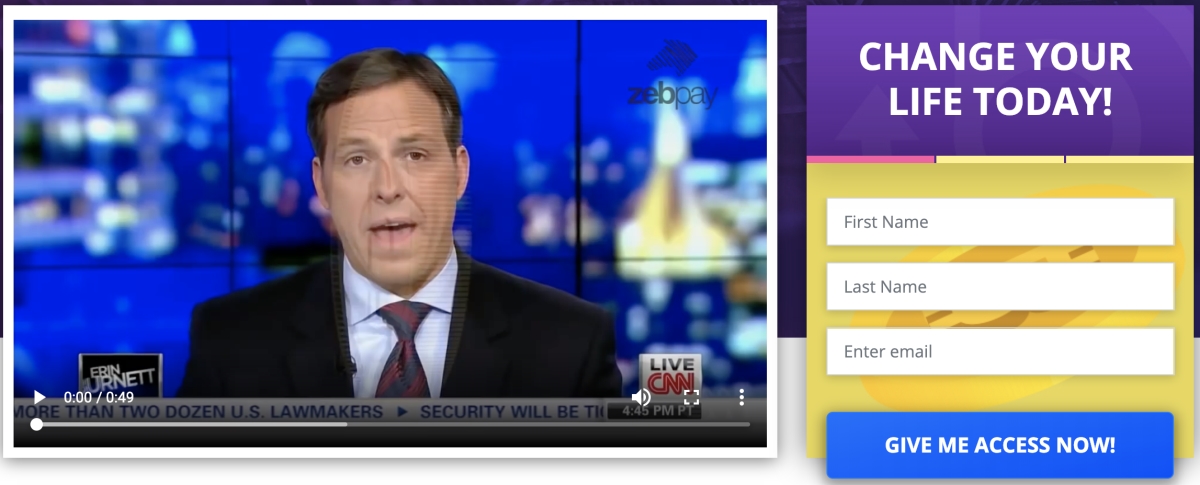 zebpay
ERIN
BURNETT
LIVE
CNN
0:00 / 0:49
MORE THAN TWO DOZEN U.S. LAWMAKERS ▶ SECURITY WILL BE TI
4:45 PM PT
CHANGE YOUR
LIFE TODAY!
First Name
Last Name
Enter email
GIVE ME ACCESS NOW!